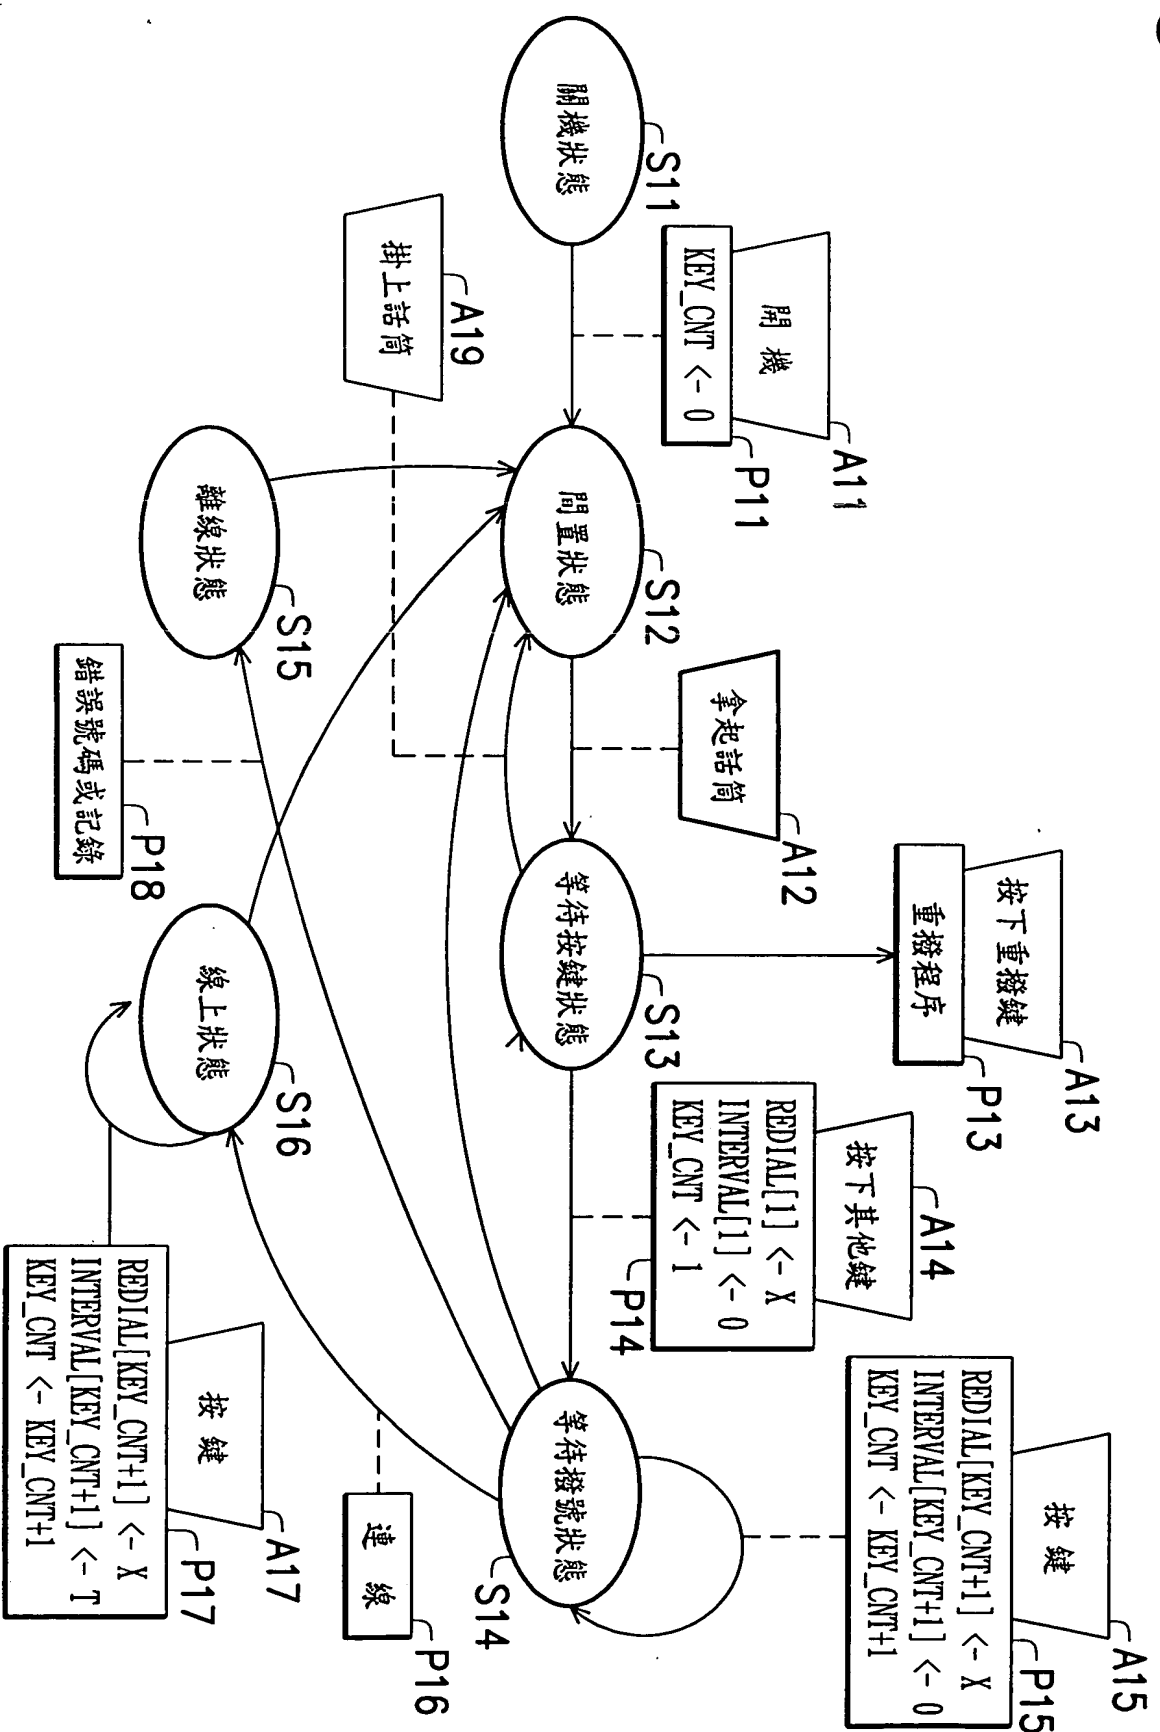 A11
開機
P11
KEY_CNT <- 0
A12
拿起話筒
A13
按下重撥鍵
P13
重撥程序
A14
按下其他鍵
REDIAL[1] <- X
INTERVAL[1] <- 0
KEY_CNT <- 1
P14
A15
按鍵
P15
REDIAL[KEY_CNT+1] <- X
INTERVAL[KEY_CNT+1] <- 0
KEY_CNT <- KEY_CNT+1
S11
關機狀態
S12
間置狀態
S13
等待按鍵狀態
S14
等待撥號狀態
A19
掛上話筒
P16
連線
S15
離線狀態
S16
線上狀態
P18
錯誤號碼或記錄
A17
按鍵
P17
REDIAL[KEY_CNT+1] <- X
INTERVAL[KEY_CNT+1] <- T
KEY_CNT <- KEY_CNT+1